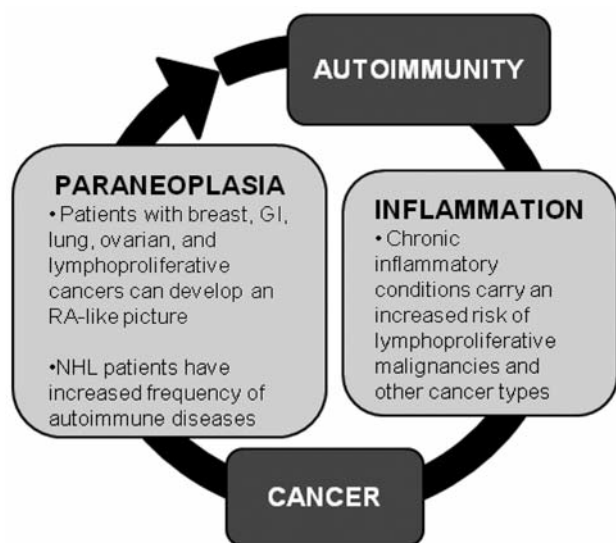 AUTOIMMUNITY
PARANEOPLASIA
•Patients with breast, GI,
lung, ovarian, and
lymphoproliferative
cancers can develop an
RA-like picture
•NHL patients have
increased frequency of
autoimmune diseases
INFLAMMATION
• Chronic
inflammatory
conditions carry an
increased risk of
lymphoproliferative
malignancies and
other cancer types
CANCER